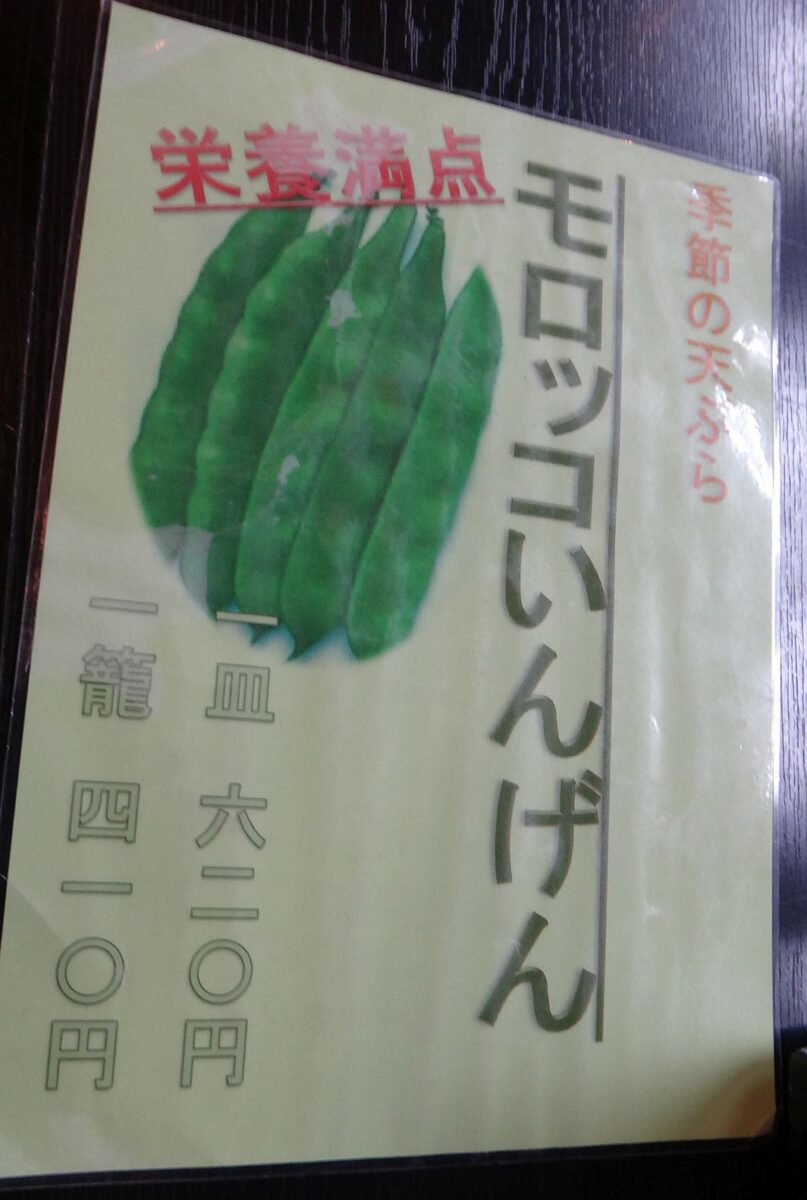 季節の天ぷら
モロッコいんげん
栄養満点
一皿 六二〇円
一籠 四一〇円